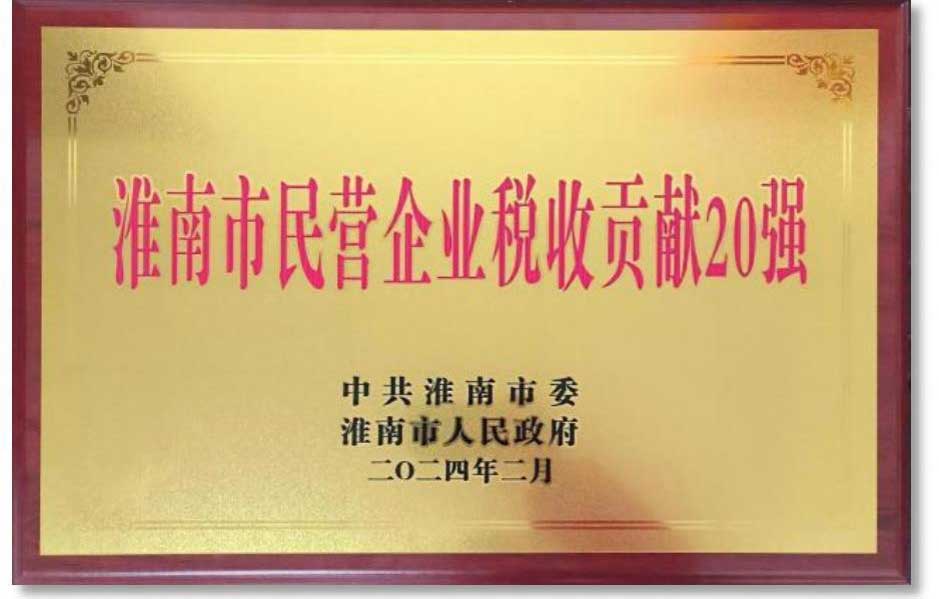 淮南市民营企业税收贡献20强
中共淮南市委
淮南市人民政府
二〇二四年二月